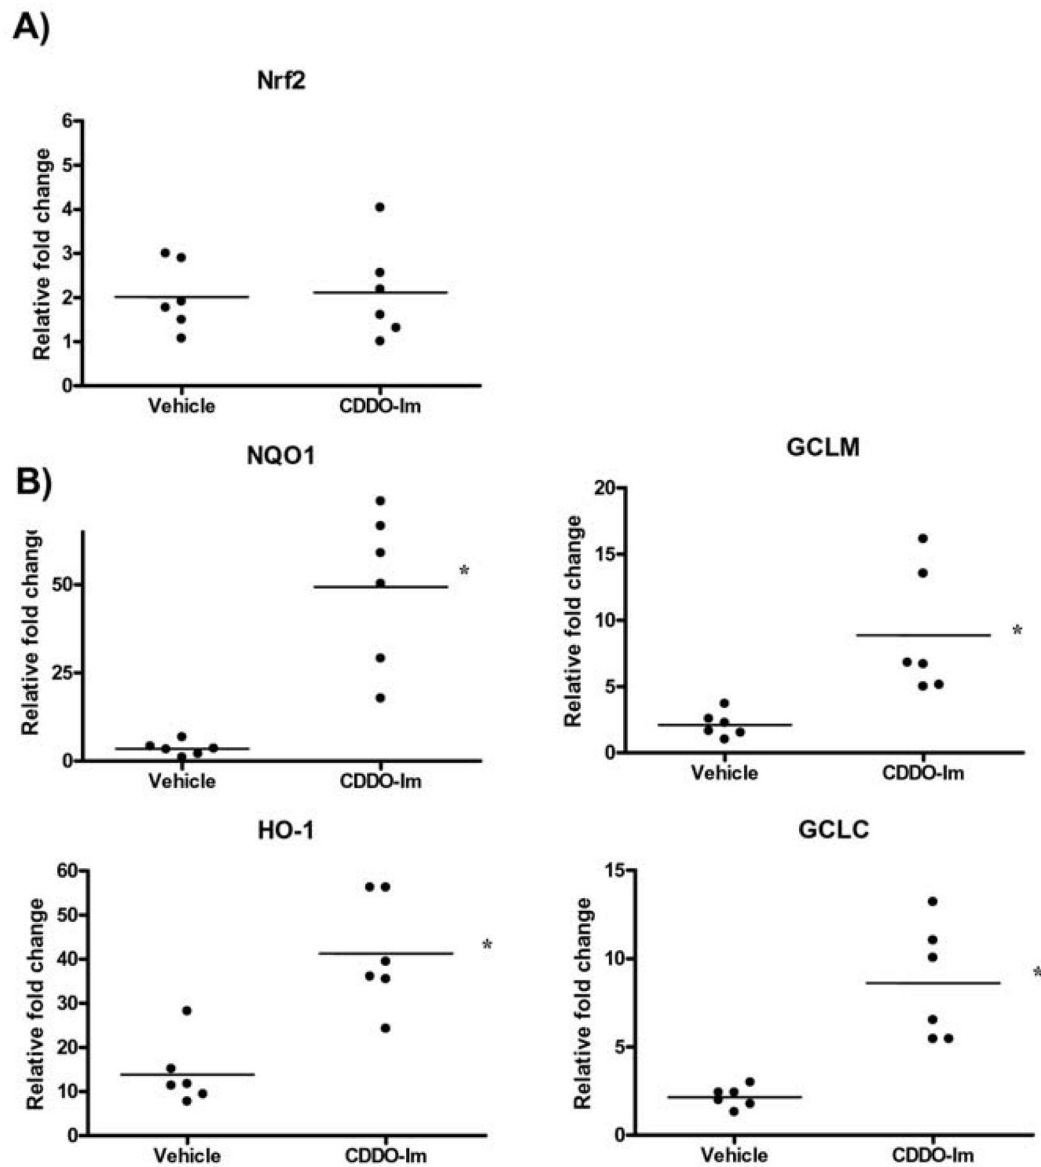 A)
Nrf2
Relative fold change
6
5
4
3
2
1
0
Vehicle
CDDO-Im
B)
NQO1
Relative fold chang
50
25
0
Vehicle
CDDO-Im
*
GCLM
Relative fold change
20
15
10
5
0
Vehicle
CDDO-Im
*
HO-1
Relative fold change
60
50
40
30
20
10
0
Vehicle
CDDO-Im
*
GCLC
Relative fold change
15
10
5
0
Vehicle
CDDO-Im
*